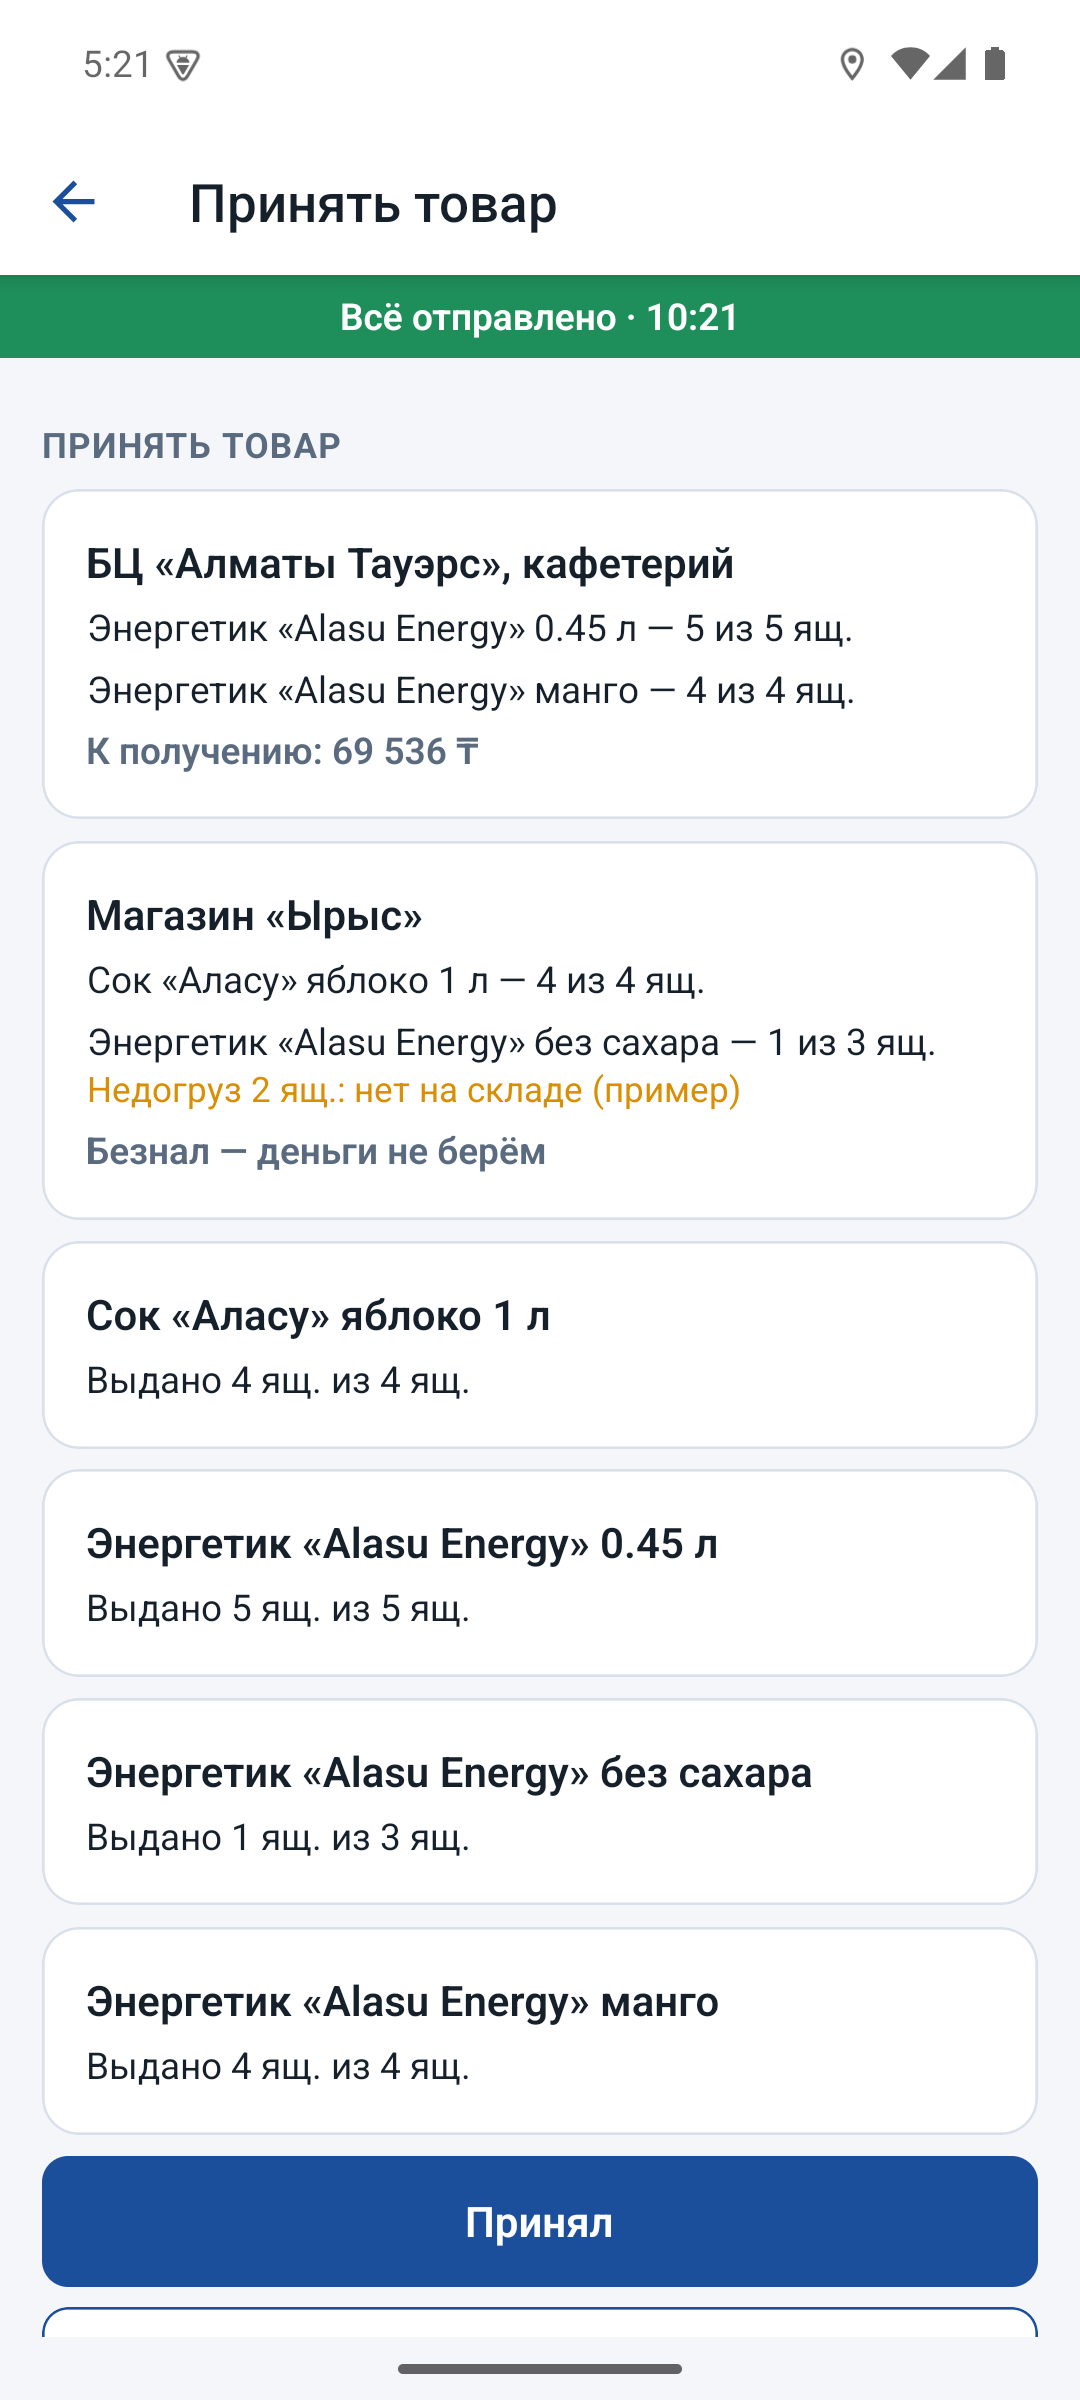 5:21
Принять товар
Всё отправлено · 10:21
ПРИНЯТЬ ТОВАР
БЦ «Алматы Тауэрс», кафетерий
Энергетик «Alasu Energy» 0.45 л — 5 из 5 ящ.
Энергетик «Alasu Energy» манго — 4 из 4 ящ.
К получению: 69 536 ₸
Магазин «Ырыс»
Сок «Аласу» яблоко 1 л — 4 из 4 ящ.
Энергетик «Alasu Energy» без сахара — 1 из 3 ящ.
Недогруз 2 ящ.: нет на складе (пример)
Безнал — деньги не берём
Сок «Аласу» яблоко 1 л
Выдано 4 ящ. из 4 ящ.
Энергетик «Alasu Energy» 0.45 л
Выдано 5 ящ. из 5 ящ.
Энергетик «Alasu Energy» без сахара
Выдано 1 ящ. из 3 ящ.
Энергетик «Alasu Energy» манго
Выдано 4 ящ. из 4 ящ.
Принял